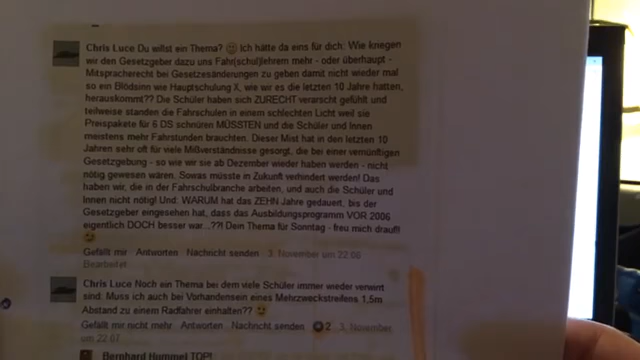 Chris Luce Du willst ein Thema? Ich hätte da eins für dich: Wie kriegen
wir den Gesetzgeber dazu uns Fahr(schul)lehrern mehr - oder überhaupt -
Mitspracherecht bei Gesetzesänderungen zu geben damit nicht wieder mal
so ein Blödsinn wie Hauptschulung X, wie wir es die letzten 10 Jahre hatten,
herauskommt?? Die Schüler haben sich ZURECHT verarscht gefühlt und
teilweise standen die Fahrschulen in einem schlechten Licht weil sie
Preispakete für 6 DS schnüren MÜSSTEN und die Schüler und Innen
meistens mehr Fahrstunden brauchten. Dieser Mist hat in den letzten 10
Jahren sehr oft für viele Mißverständnisse gesorgt, die bei einer vernünftigen
Gesetzgebung - so wie wir sie ab Dezember wieder haben werden - nicht
nötig gewesen wären. Sowas müsste in Zukunft verhindert werden! Das
haben wir, die in der Fahrschulbranche arbeiten, und auch die Schüler und
Innen nicht nötig! Und: WARUM hat das ZEHN Jahre gedauert, bis der
Gesetzgeber eingesehen hat, dass das Ausbildungsprogramm VOR 2006
eigentlich DOCH besser war...??! Dein Thema für Sonntag - freu mich drauf!!
Gefällt mir · Antworten · Nachricht senden · 3. November um 22:06
Bearbeitet
Chris Luce Noch ein Thema bei dem viele Schüler immer wieder verwirrt
sind. Muss ich auch bei Vorhandensein eines Mehrzweckstreifens 1,5m
Abstand zu einem Radfahrer einhalten??
Gefällt mir nicht mehr · Antworten · Nachricht senden · 2 · 3. November
um 22:07
Bernhard Hummel TOP!